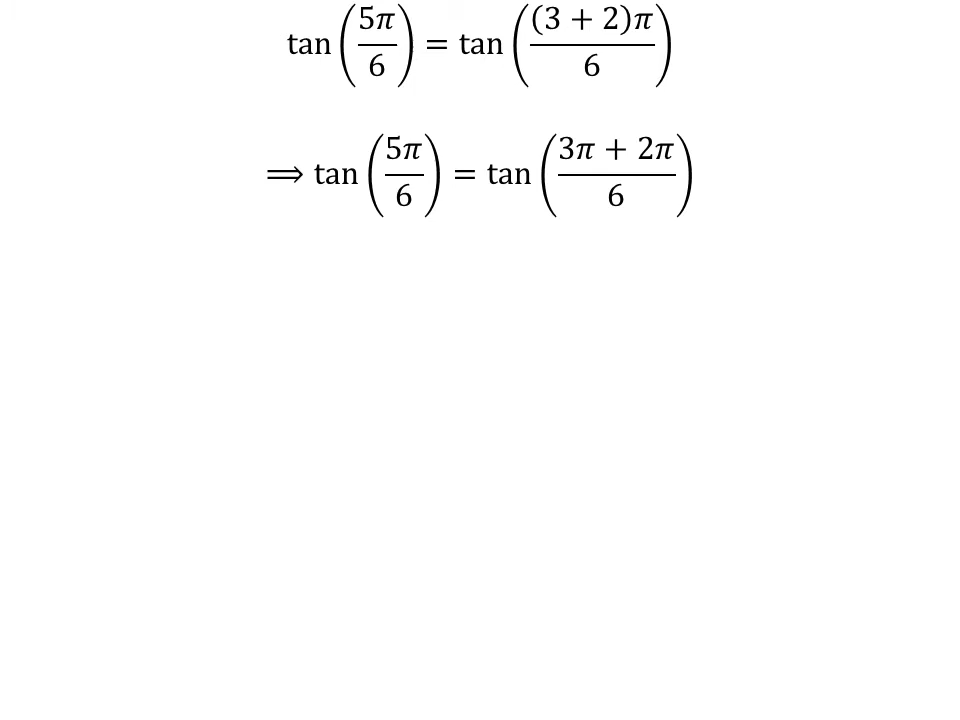 tan(5π/6) = tan((3 + 2)π/6)
⟹ tan(5π/6) = tan((3π + 2π)/6)